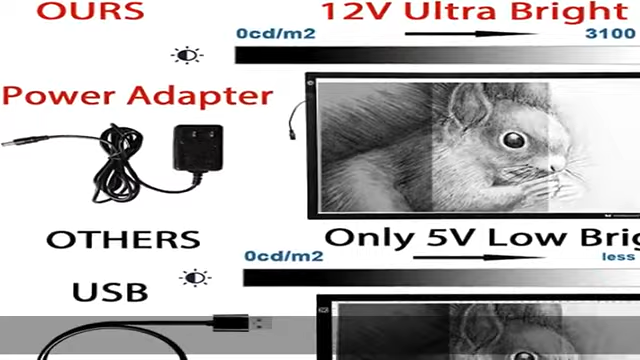 OURS
12V Ultra Bright
0cd/m2
3100
Power Adapter
OTHERS
Only 5V Low
0cd/m2
less
USB